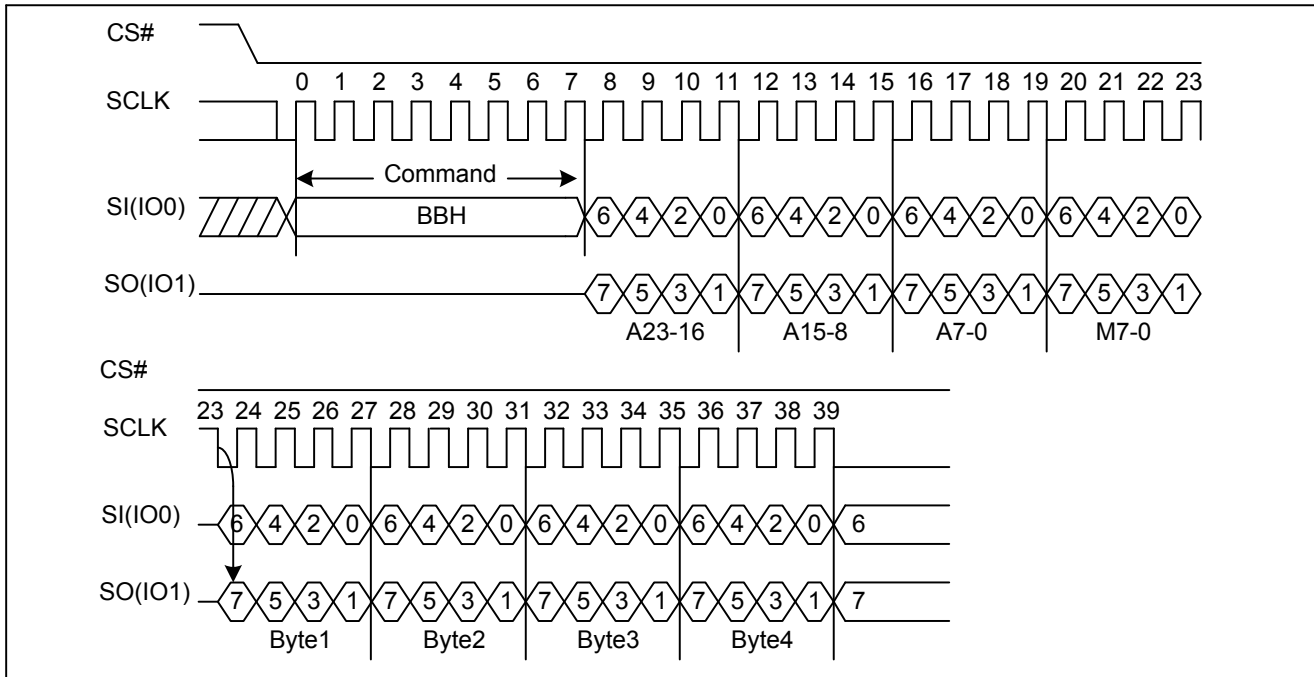 CS#
0 1 2 3 4 5 6 7 8 9 10 11 12 13 14 15 16 17 18 19 20 21 22 23
SCLK
Command
SI(IO0) BBH 6 4 2 0 6 4 2 0 6 4 2 0 6 4 2 0
SO(IO1) 7 5 3 1 7 5 3 1 7 5 3 1 7 5 3 1
A23-16 A15-8 A7-0 M7-0
CS#
23 24 25 26 27 28 29 30 31 32 33 34 35 36 37 38 39
SCLK
SI(IO0) 6 4 2 0 6 4 2 0 6 4 2 0 6 4 2 0 6
SO(IO1) 7 5 3 1 7 5 3 1 7 5 3 1 7 5 3 1 7
Byte1 Byte2 Byte3 Byte4